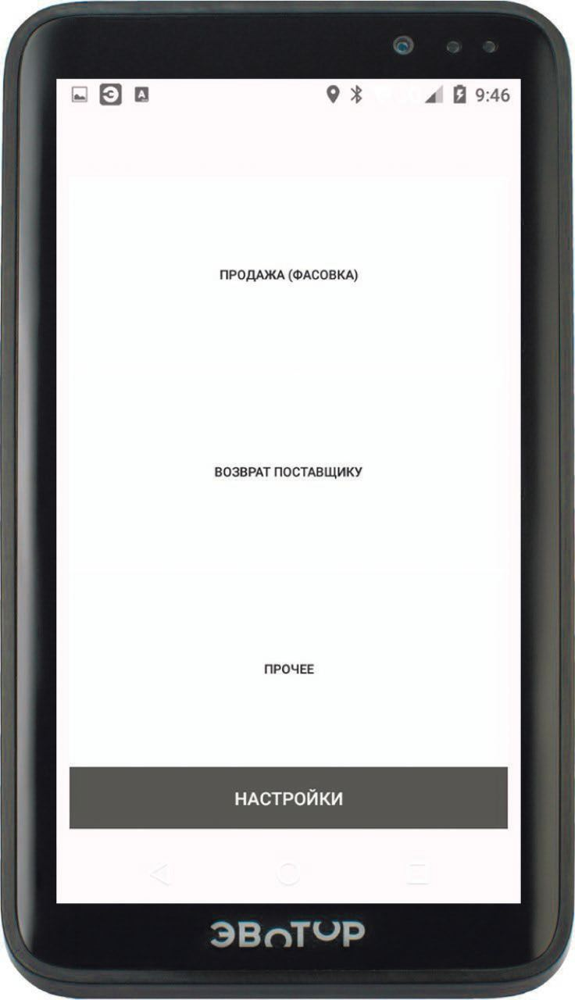 9:46
ПРОДАЖА (ФАСОВКА)
ВОЗВРАТ ПОСТАВЩИКУ
ПРОЧЕЕ
НАСТРОЙКИ
ЭВОТОР